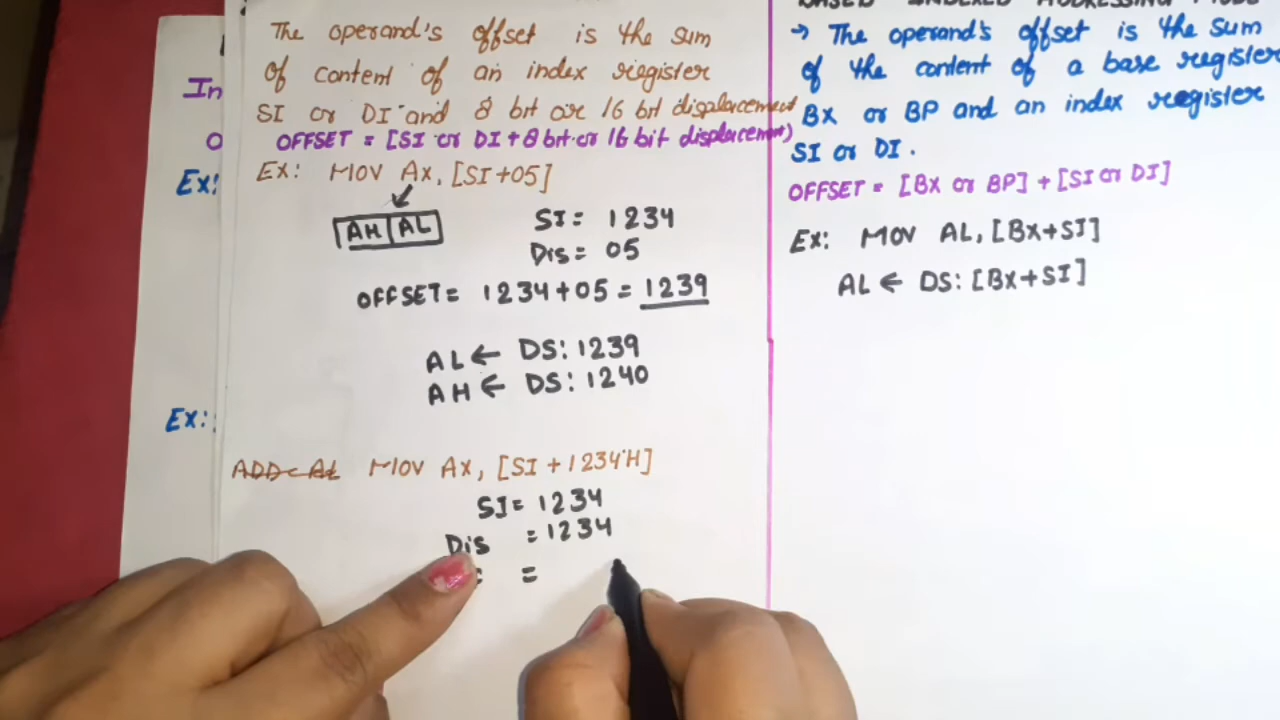 The operand's offset is the sum
of content of an index register
SI or DI and 8 bit or 16 bit displacement
OFFSET = [SI or DI + 8 bit or 16 bit displacement)
Ex: MOV Ax, [SI+05]
AH AL
SI = 1234
Dis = 05
OFFSET = 1234+05 = 1239
AL ← DS: 1239
AH ← DS: 1240
ADD AL MOV Ax, [SI + 1234H]
SI = 1234
Dis = 1234
=
In
O
Ex:
Ex:
BASED INDEXED ADDRESSING MODE
→ The operand's offset is the sum
of the content of a base register
BX or BP and an index register
SI or DI.
OFFSET = [BX or BP] + [SI or DI]
Ex: MOV AL, [BX+SI]
AL ← DS: [BX+SI]